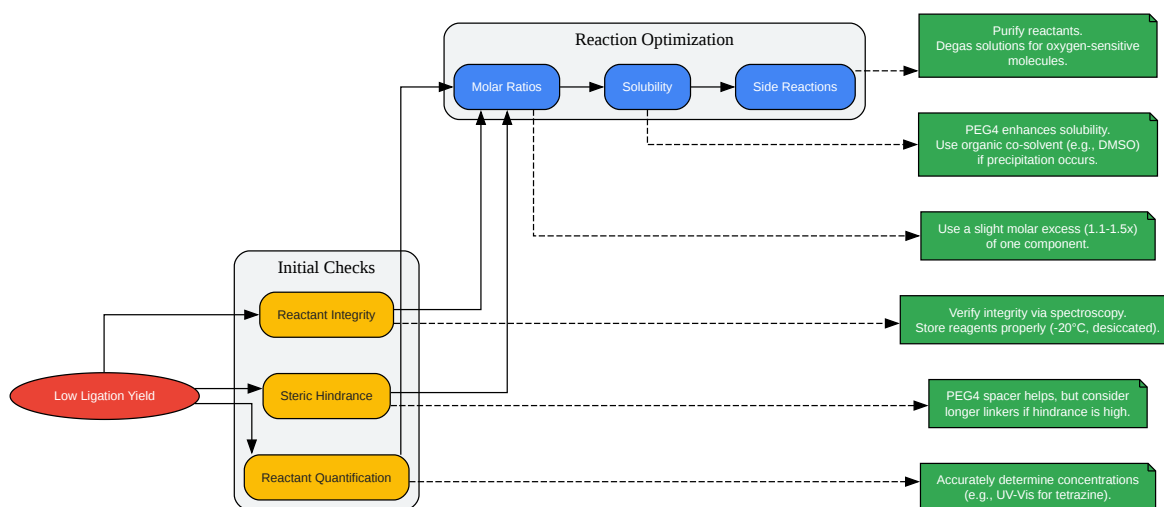 Reaction Optimization
Molar Ratios
Solubility
Side Reactions
Purify reactants.
Degas solutions for oxygen-sensitive
molecules.
PEG4 enhances solubility.
Use organic co-solvent (e.g., DMSO)
if precipitation occurs.
Use a slight molar excess (1.1-1.5x)
of one component.
Initial Checks
Reactant Integrity
Verify integrity via spectroscopy.
Store reagents properly (-20°C, desiccated).
Low Ligation Yield
Steric Hindrance
PEG4 spacer helps, but consider
longer linkers if hindrance is high.
Reactant Quantification
Accurately determine concentrations
(e.g., UV-Vis for tetrazine).